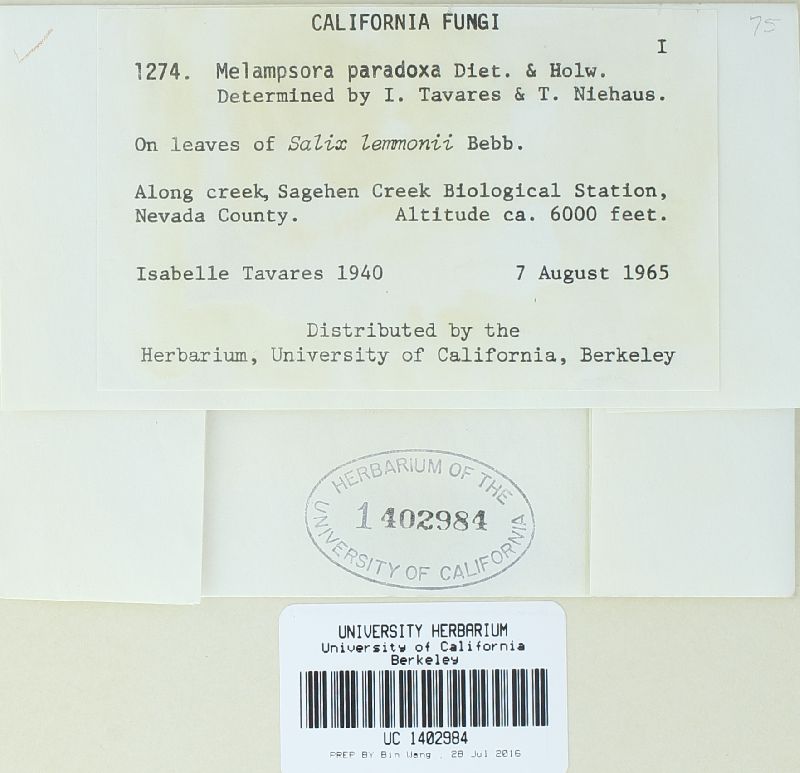 CALIFORNIA FUNGI
75
I
1274. Melampsora paradoxa Diet. & Holw.
Determined by I. Tavares & T. Niehaus.
On leaves of Salix lemmonii Bebb.
Along creek, Sagehen Creek Biological Station,
Nevada County. Altitude ca. 6000 feet.
Isabelle Tavares 1940 7 August 1965
Distributed by the
Herbarium, University of California, Berkeley
HERBARIUM OF THE
1402984
UNIVERSITY OF CALIFORNIA
UNIVERSITY HERBARIUM
University of California
Berkeley
UC 1402984
PREP BY Bin Wang , 28 Jul 2016